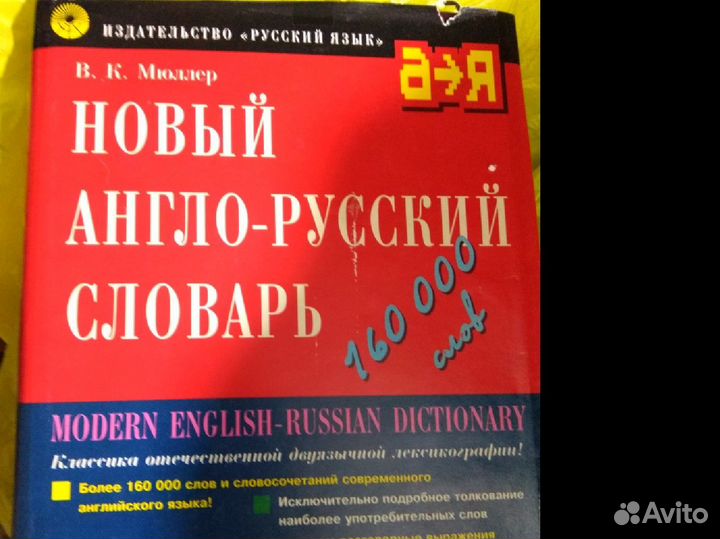 ИЗДАТЕЛЬСТВО «РУССКИЙ ЯЗЫК»
В. К. Мюллер
a→Я
НОВЫЙ
АНГЛО-РУССКИЙ
СЛОВАРЬ
160 000
слов
MODERN ENGLISH-RUSSIAN DICTIONARY
Классика отечественной двуязычной лексикографии!
Более 160 000 слов и словосочетаний современного
английского языка!
Исключительно подробное толкование
наиболее употребительных слов
выражения
Avito